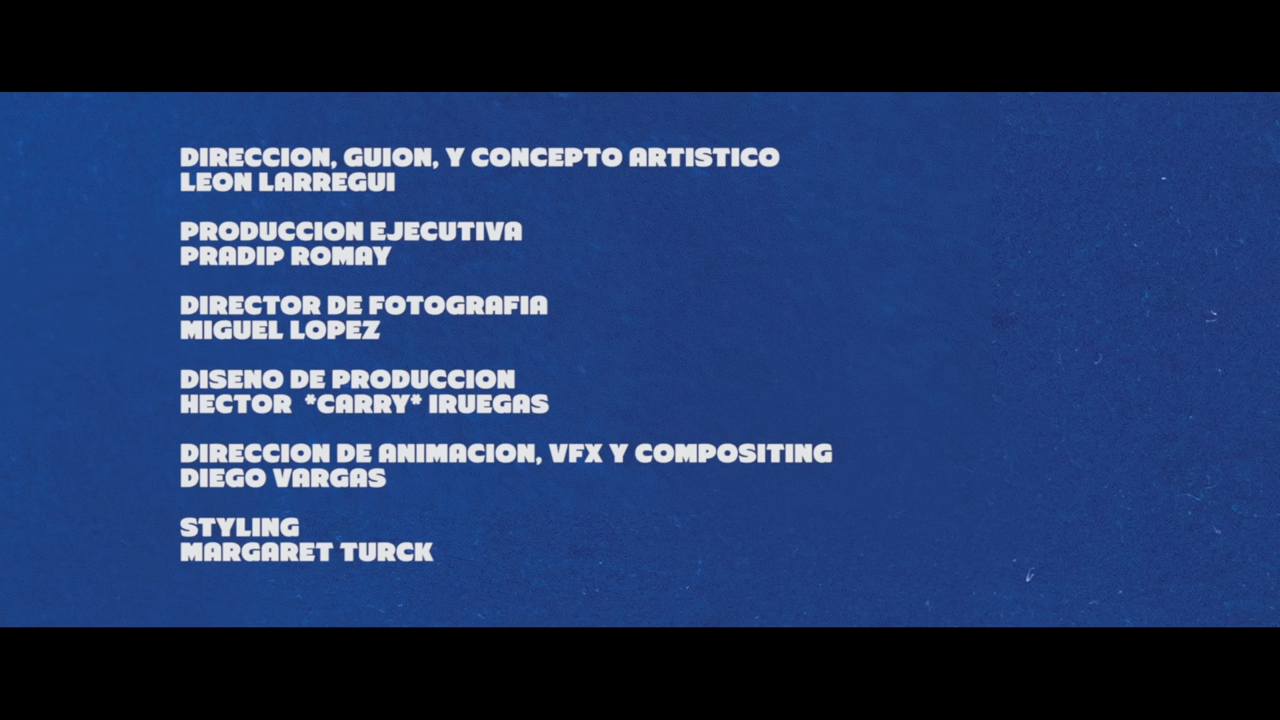 DIRECCION, GUION, Y CONCEPTO ARTISTICO
LEON LARREGUI
PRODUCCION EJECUTIVA
PRADIP ROMAY
DIRECTOR DE FOTOGRAFIA
MIGUEL LOPEZ
DISENO DE PRODUCCION
HECTOR *CARRY* IRUEGAS
DIRECCION DE ANIMACION, VFX Y COMPOSITING
DIEGO VARGAS
STYLING
MARGARET TURCK